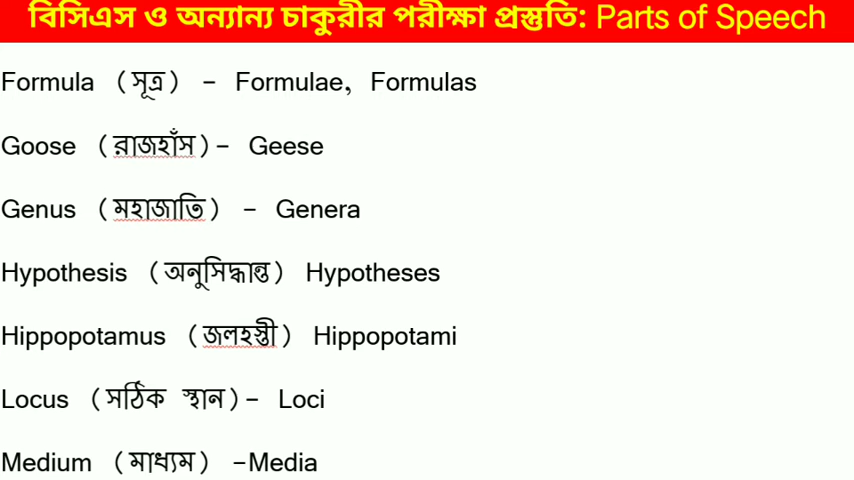 বিসিএস ও অন্যান্য চাকুরীর পরীক্ষা প্রস্তুতি: Parts of Speech
Formula (সূত্র) - Formulae, Formulas
Goose (রাজহাঁস)- Geese
Genus (মহাজাতি) - Genera
Hypothesis (অনুসিদ্ধান্ত) Hypotheses
Hippopotamus (জলহস্তী) Hippopotami
Locus (সঠিক স্থান)- Loci
Medium (মাধ্যম) -Media